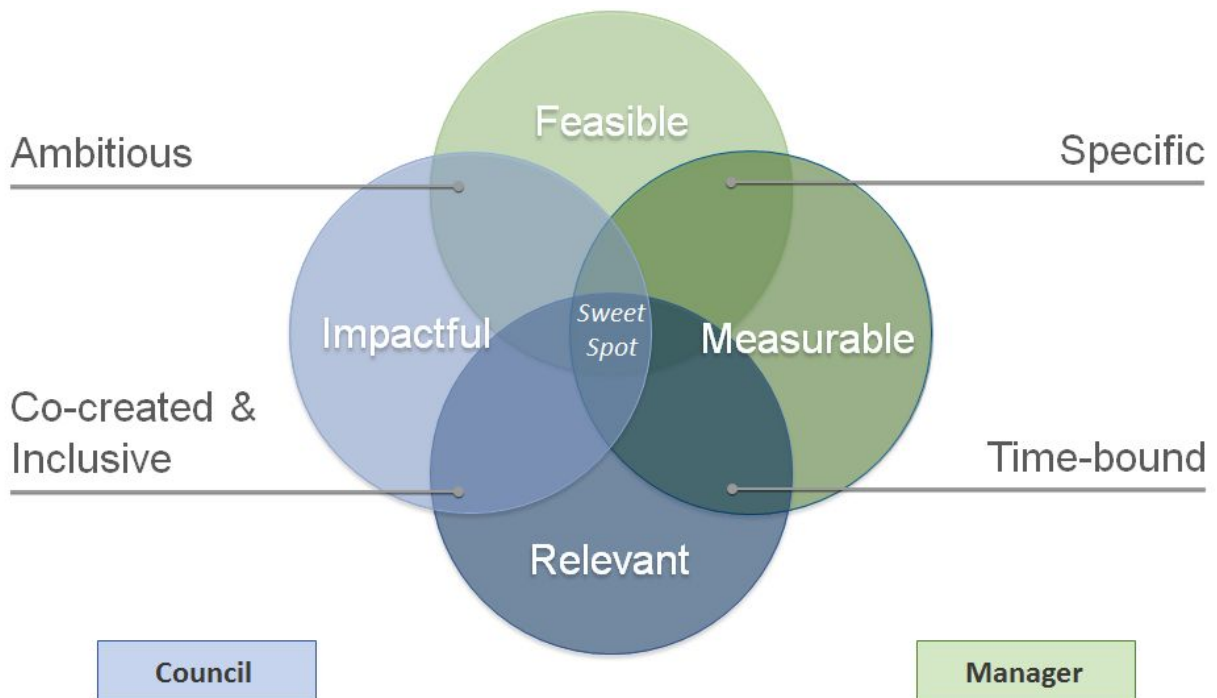 Feasible
Ambitious
Specific
Impactful
Sweet
Spot
Measurable
Co-created &
Inclusive
Time-bound
Relevant
Council
Manager